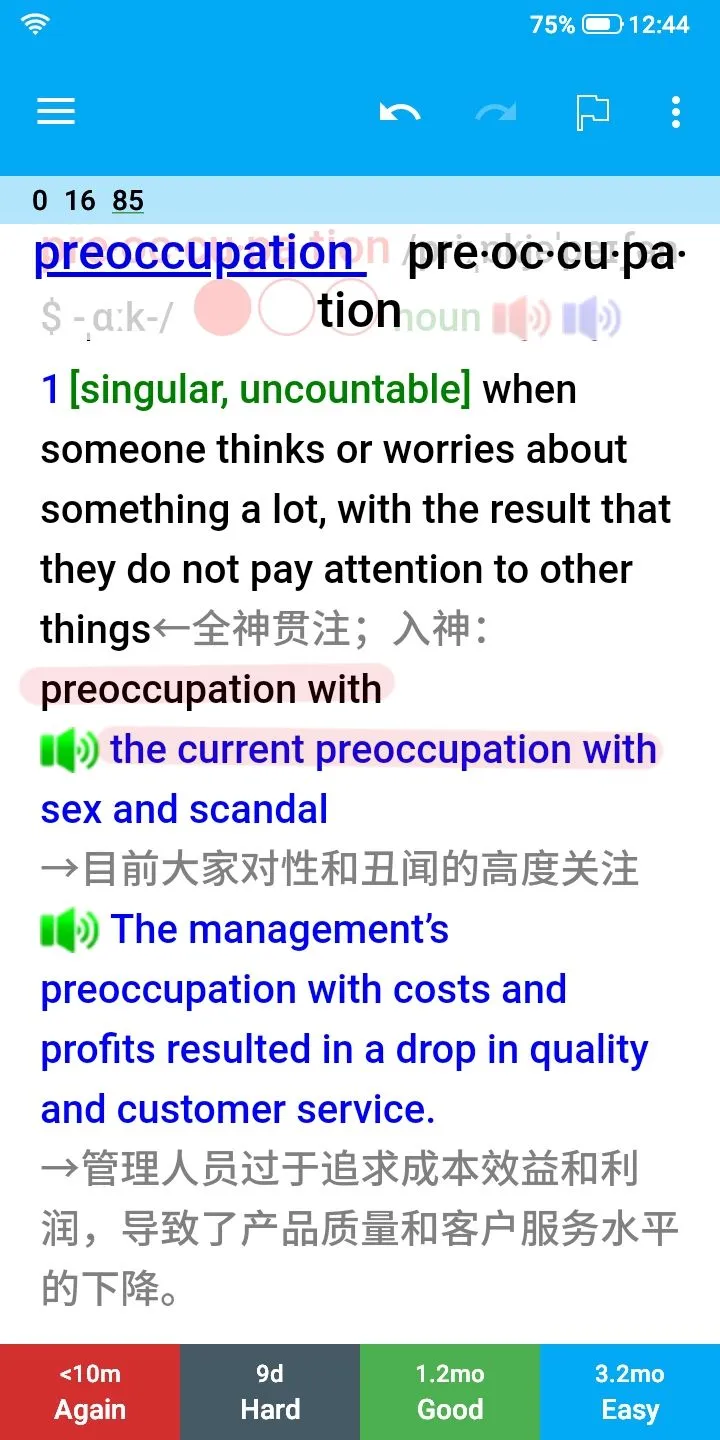 75% 12:44
0 16 85
preoccupation pre·oc·cu·pa·
tion
$ -ˌɑːk-/ noun
1 [singular, uncountable] when
someone thinks or worries about
something a lot, with the result that
they do not pay attention to other
things←全神贯注；入神：
preoccupation with
the current preoccupation with
sex and scandal
→目前大家对性和丑闻的高度关注
The management’s
preoccupation with costs and
profits resulted in a drop in quality
and customer service.
→管理人员过于追求成本效益和利
润，导致了产品质量和客户服务水平
的下降。
<10m 9d 1.2mo 3.2mo
Again Hard Good Easy